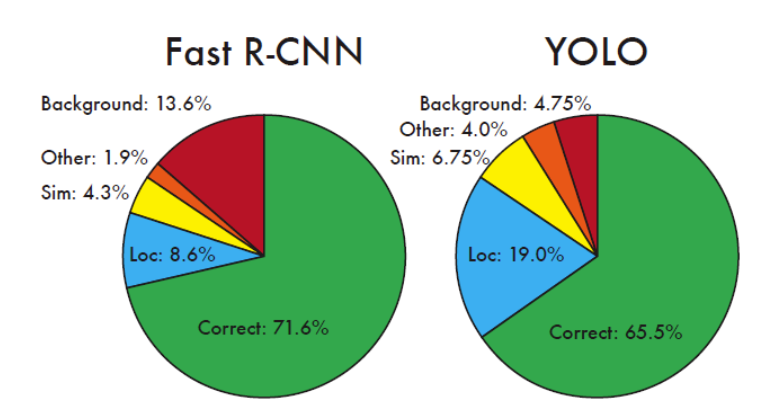 Fast R-CNN
Background: 13.6%
Other: 1.9%
Sim: 4.3%
Loc: 8.6%
Correct: 71.6%
YOLO
Background: 4.75%
Other: 4.0%
Sim: 6.75%
Loc: 19.0%
Correct: 65.5%